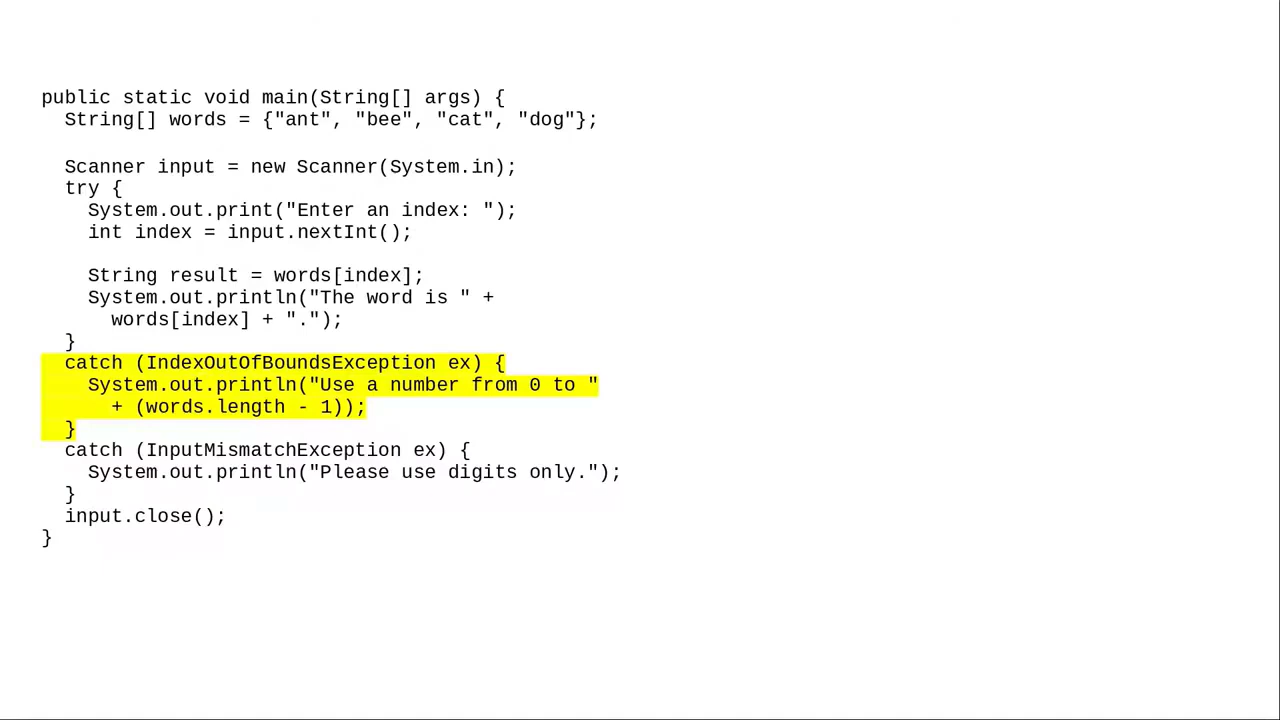 public static void main(String[] args) {
  String[] words = {"ant", "bee", "cat", "dog"};

  Scanner input = new Scanner(System.in);
  try {
    System.out.print("Enter an index: ");
    int index = input.nextInt();

    String result = words[index];
    System.out.println("The word is " +
      words[index] + ".");
  }
  catch (IndexOutOfBoundsException ex) {
    System.out.println("Use a number from 0 to "
      + (words.length - 1));
  }
  catch (InputMismatchException ex) {
    System.out.println("Please use digits only.");
  }
  input.close();
}